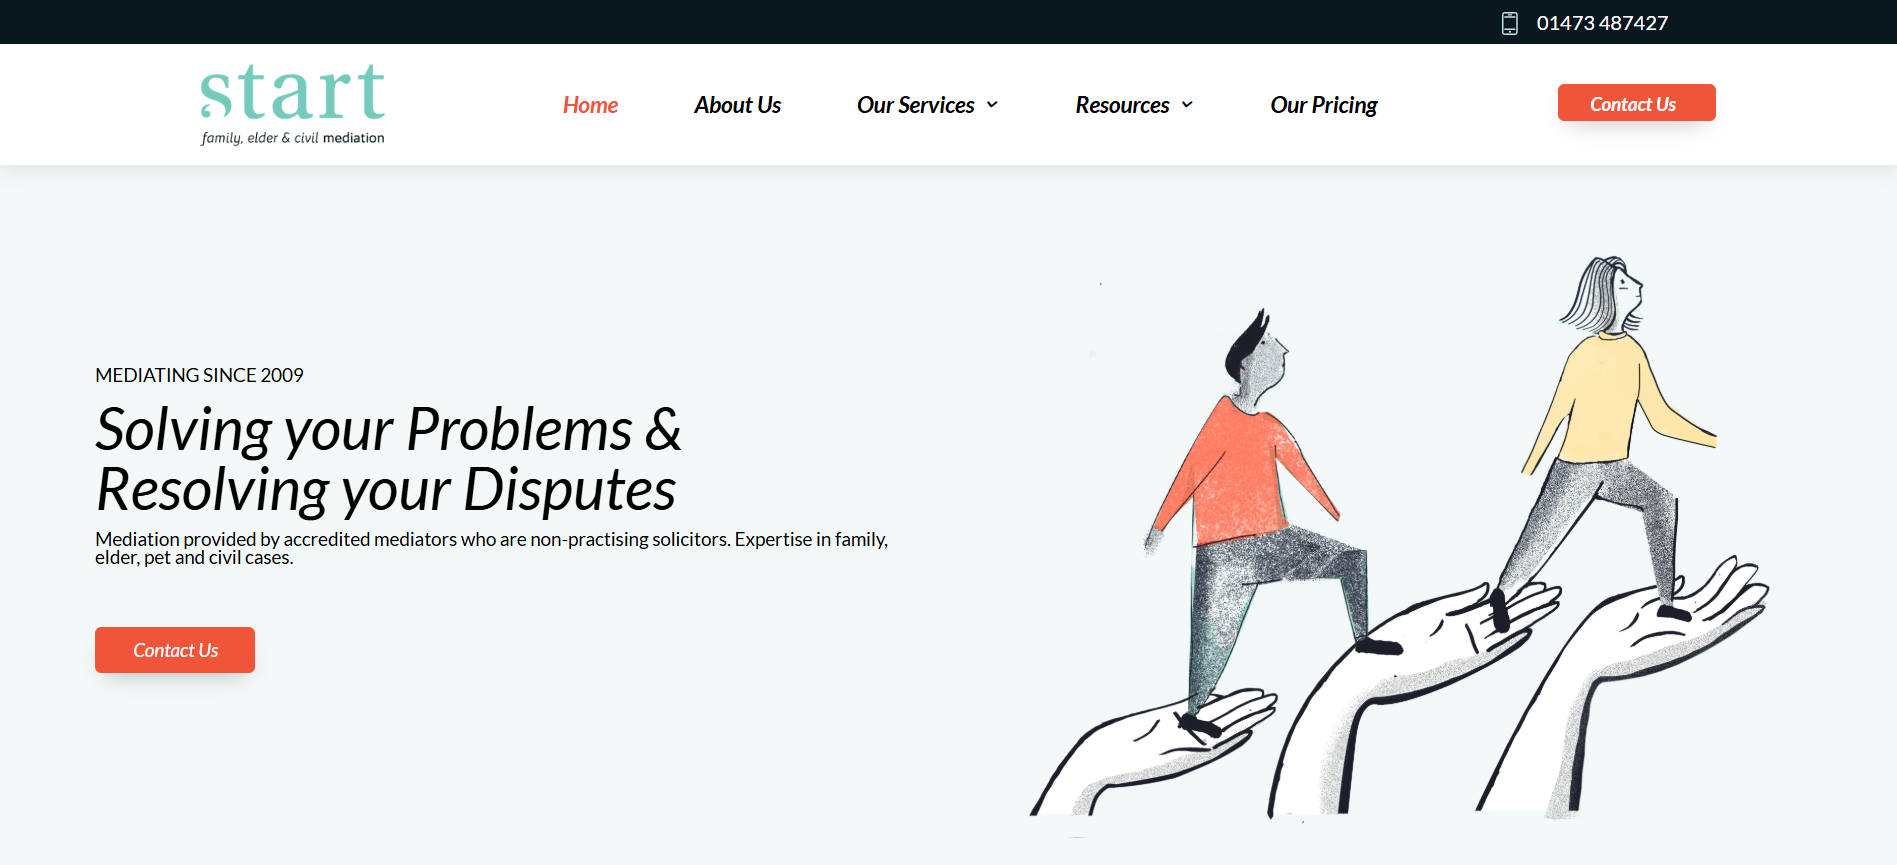 01473 487427
start
family, elder & civil mediation
Home
About Us
Our Services
Resources
Our Pricing
Contact Us
MEDIATING SINCE 2009
Solving your Problems &
Resolving your Disputes
Mediation provided by accredited mediators who are non-practising solicitors. Expertise in family,
elder, pet and civil cases.
Contact Us